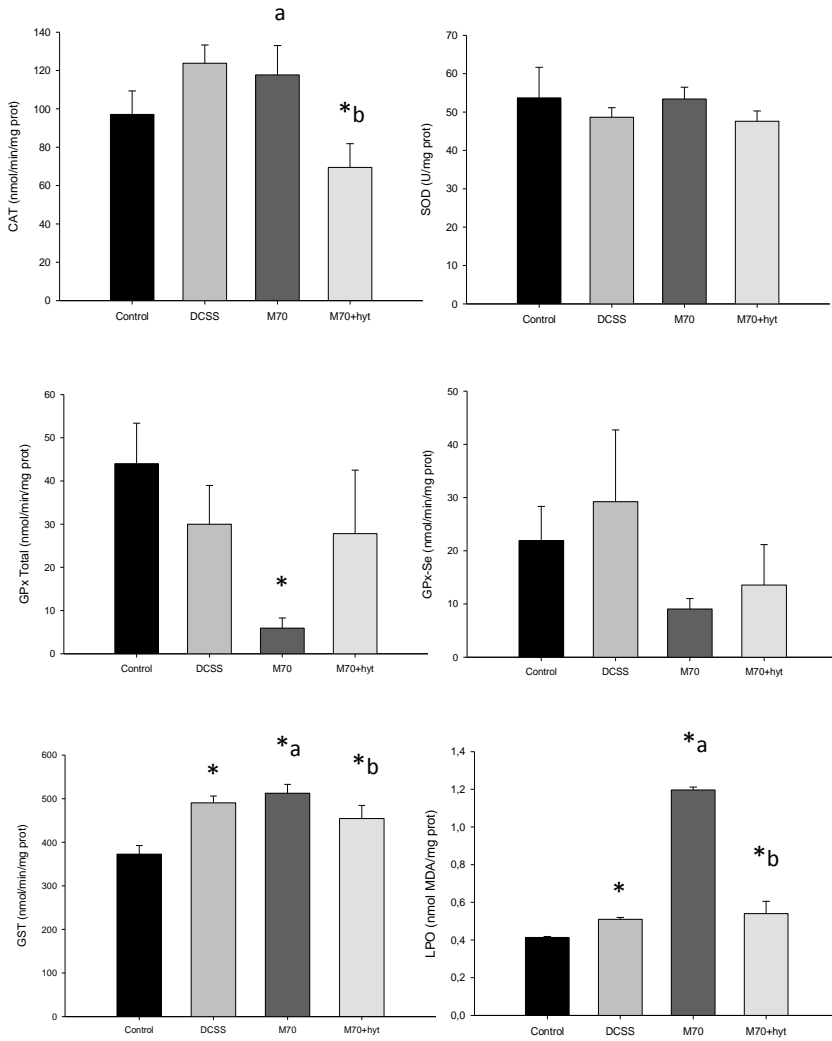 a
CAT (nmol/min/mg prot)
140
120
100
80
60
40
20
0
*b
Control
DCSS
M70
M70+hyt
SOD (U/mg prot)
70
60
50
40
30
20
10
0
Control
DCSS
M70
M70+hyt
GPx Total (nmol/min/mg prot)
60
50
40
30
20
10
0
*
Control
DCSS
M70
M70+hyt
GPx-Se (nmol/min/mg prot)
50
40
30
20
10
0
Control
DCSS
M70
M70+hyt
GST (nmol/min/mg prot)
600
500
400
300
200
100
0
*
*a
*b
Control
DCSS
M70
M70+hyt
LPO (nmol MDA/mg prot)
1,4
1,2
1,0
0,8
0,6
0,4
0,2
0,0
*
*a
*b
Control
DCSS
M70
M70+hyt